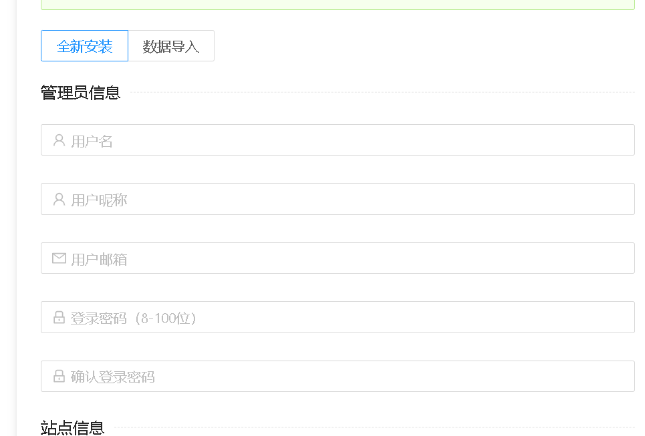 全新安装 数据导入
管理员信息
用户名
用户昵称
用户邮箱
登录密码（8-100位）
确认登录密码
站点信息